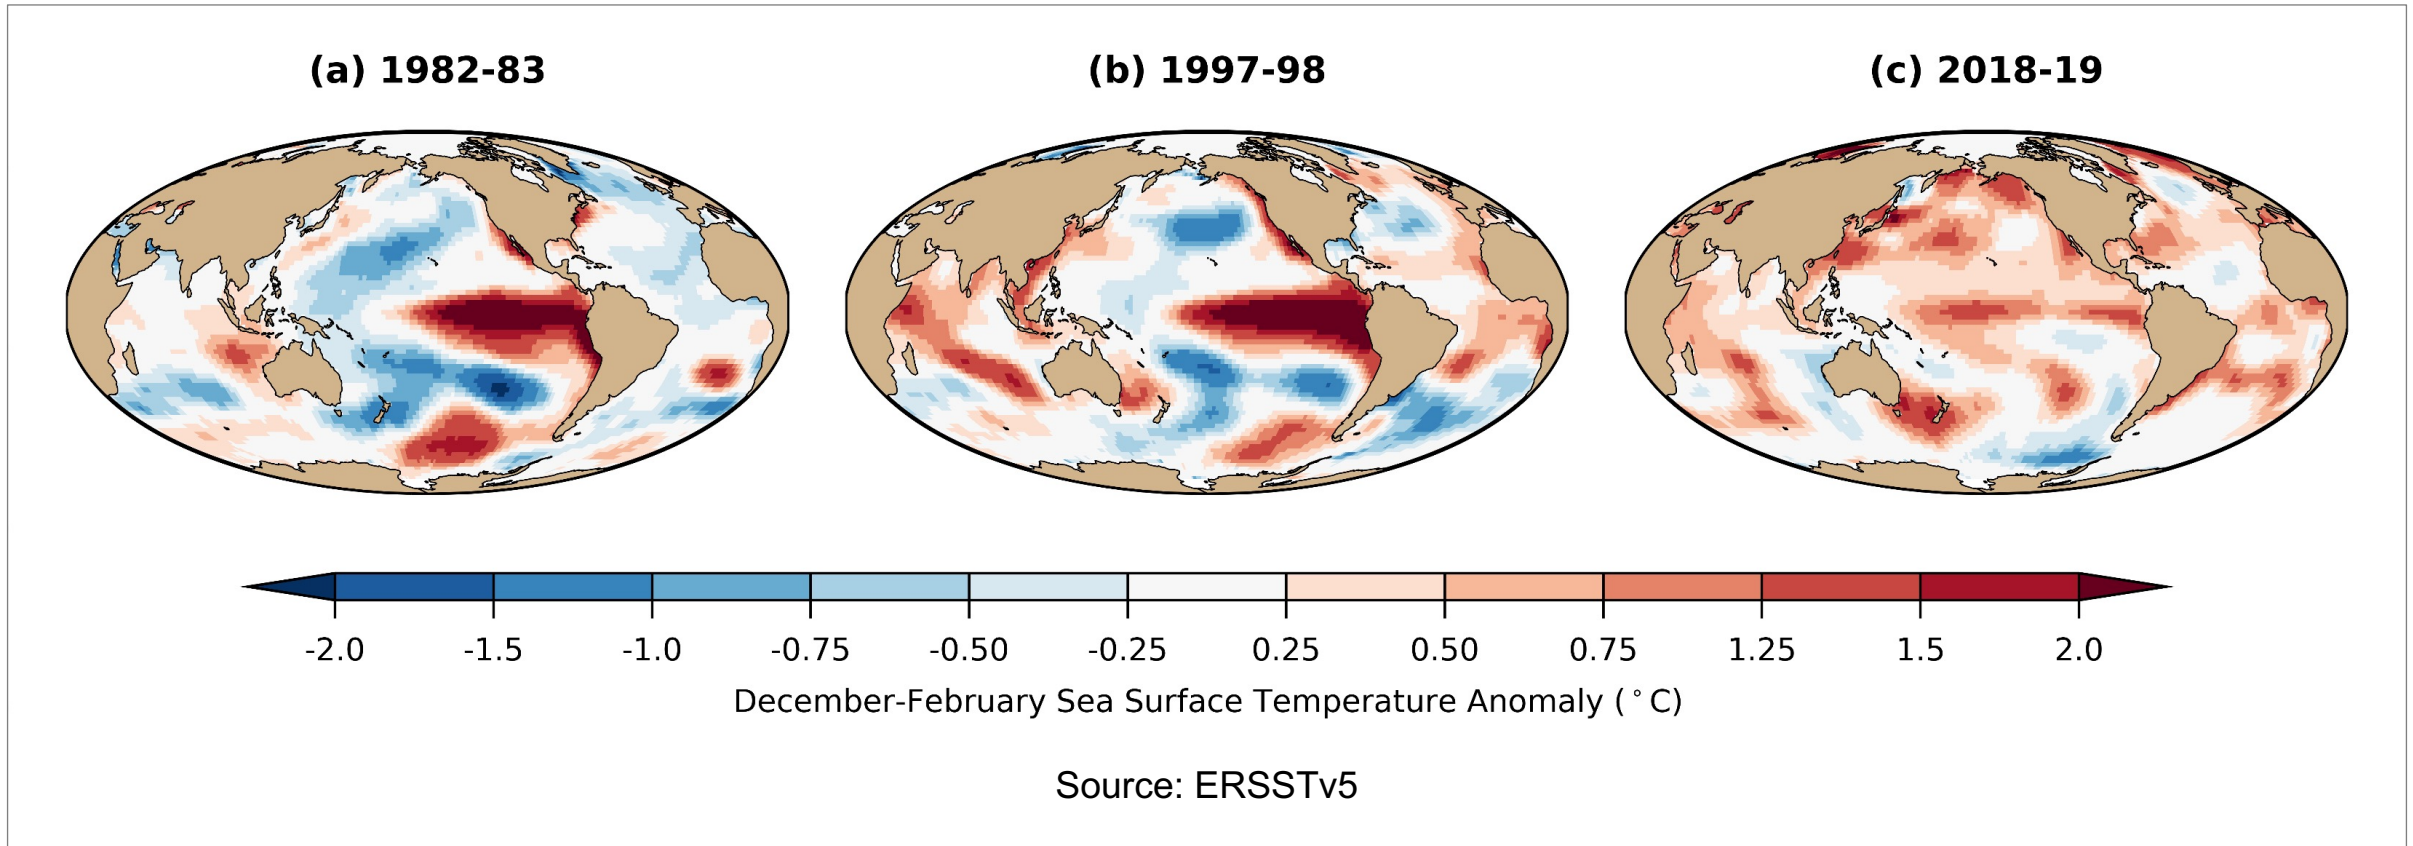 (a) 1982-83
(b) 1997-98
(c) 2018-19
-2.0 -1.5 -1.0 -0.75 -0.50 -0.25 0.25 0.50 0.75 1.25 1.5 2.0
December-February Sea Surface Temperature Anomaly (°C)
Source: ERSSTv5